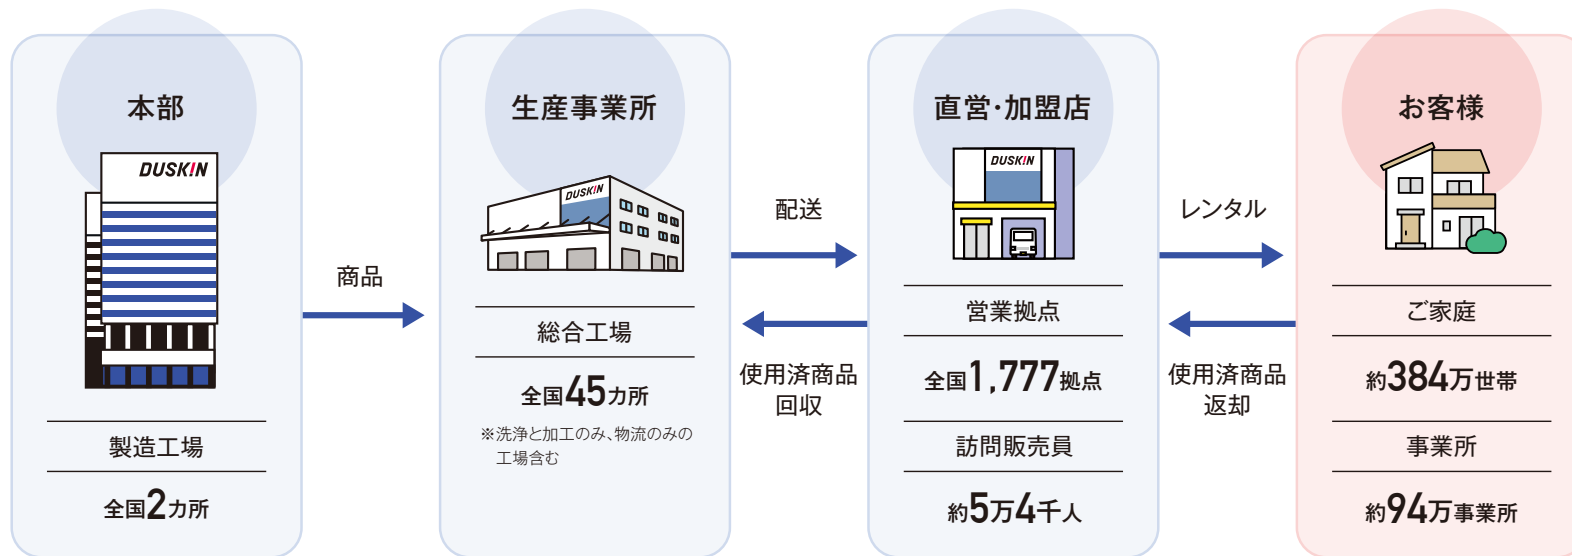 本部
DUSKIN
製造工場
全国2カ所
商品
生産事業所
DUSKIN
総合工場
全国45カ所
※洗浄と加工のみ、物流のみの
工場含む
配送
使用済商品
回収
直営・加盟店
DUSKIN
営業拠点
全国1,777拠点
訪問販売員
約5万4千人
レンタル
使用済商品
返却
お客様
ご家庭
約384万世帯
事業所
約94万事業所